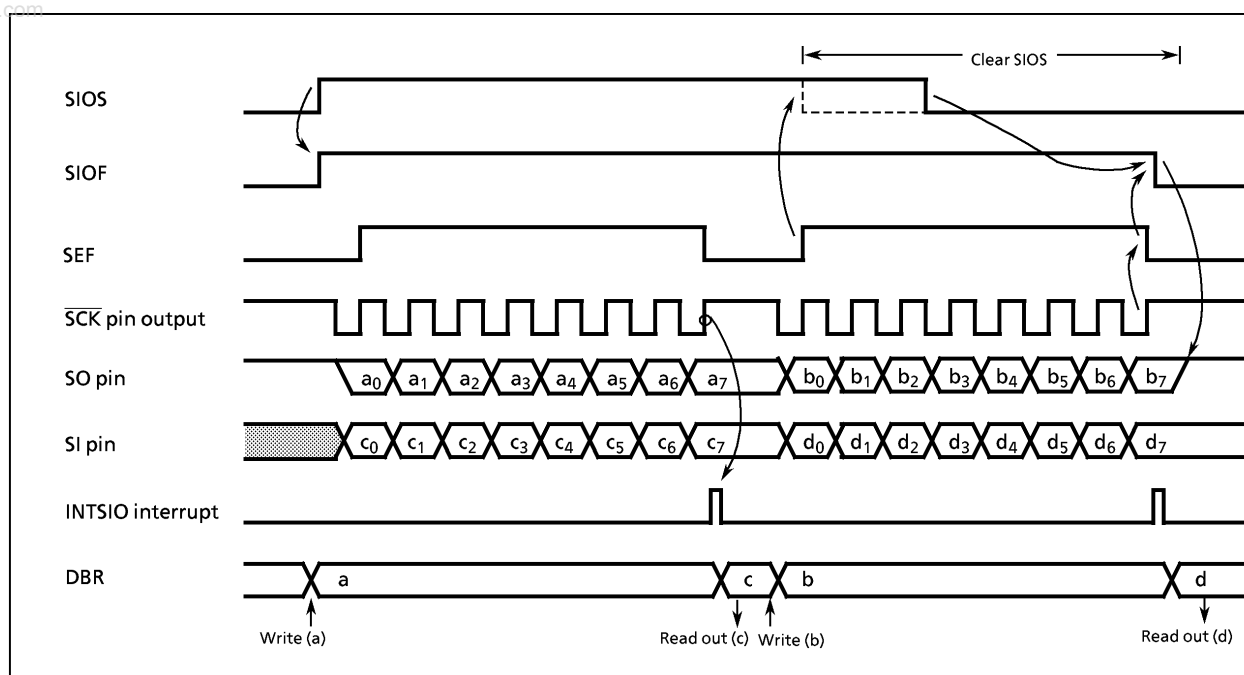 .com
Clear SIOS
SIOS
SIOF
SEF
SCK pin output
SO pin
a0 a1 a2 a3 a4 a5 a6 a7 b0 b1 b2 b3 b4 b5 b6 b7
SI pin
c0 c1 c2 c3 c4 c5 c6 c7 d0 d1 d2 d3 d4 d5 d6 d7
INTSIO interrupt
DBR a c b d
Write (a) Read out (c) Write (b) Read out (d)